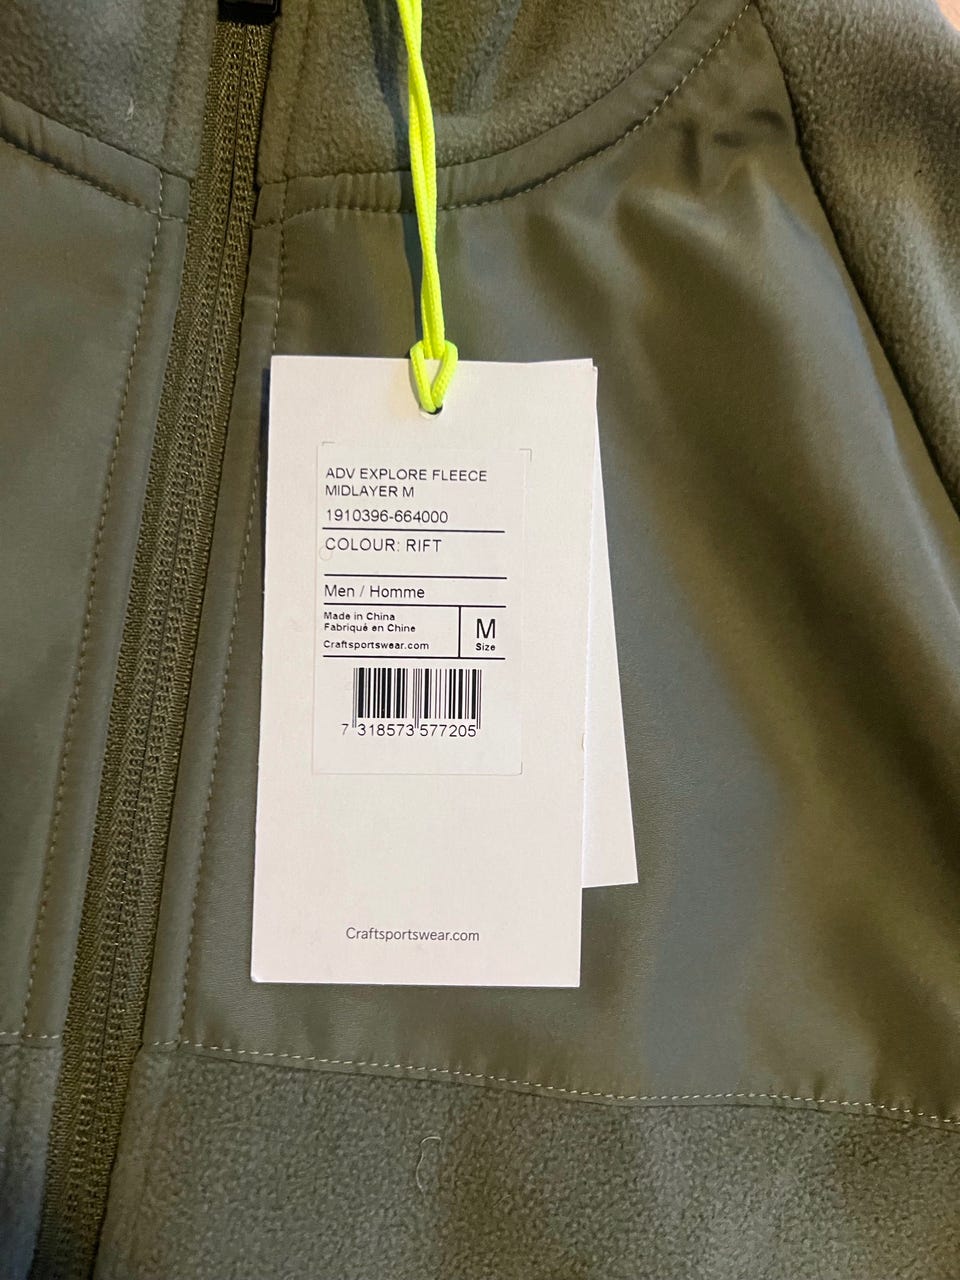 ADV EXPLORE FLEECE
MIDLAYER M
1910396-664000
COLOUR: RIFT
Men / Homme
Made in China
Fabriqué en Chine
Craftsportswear.com
M
Size
7 318573 577205
Craftsportswear.com